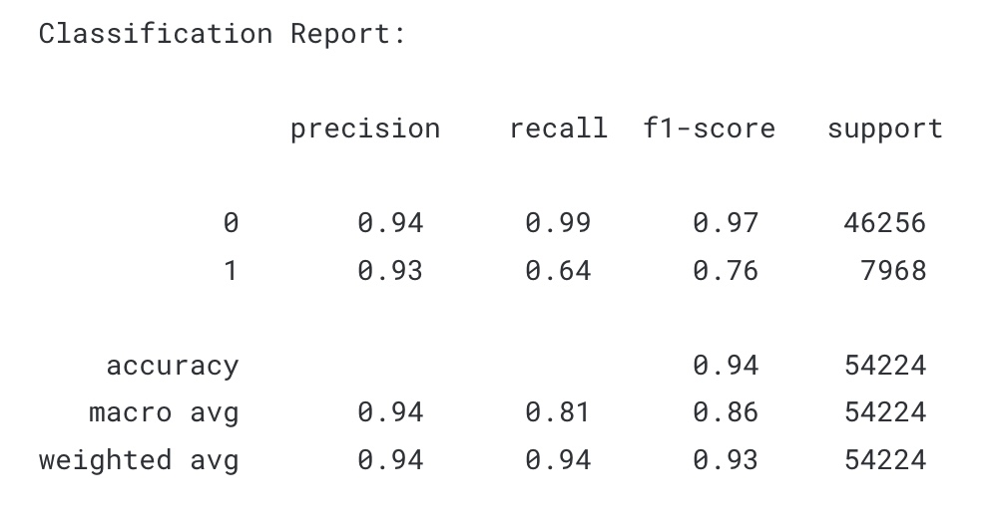 Classification Report:
precision recall f1-score support
0 0.94 0.99 0.97 46256
1 0.93 0.64 0.76 7968
accuracy 0.94 54224
macro avg 0.94 0.81 0.86 54224
weighted avg 0.94 0.94 0.93 54224